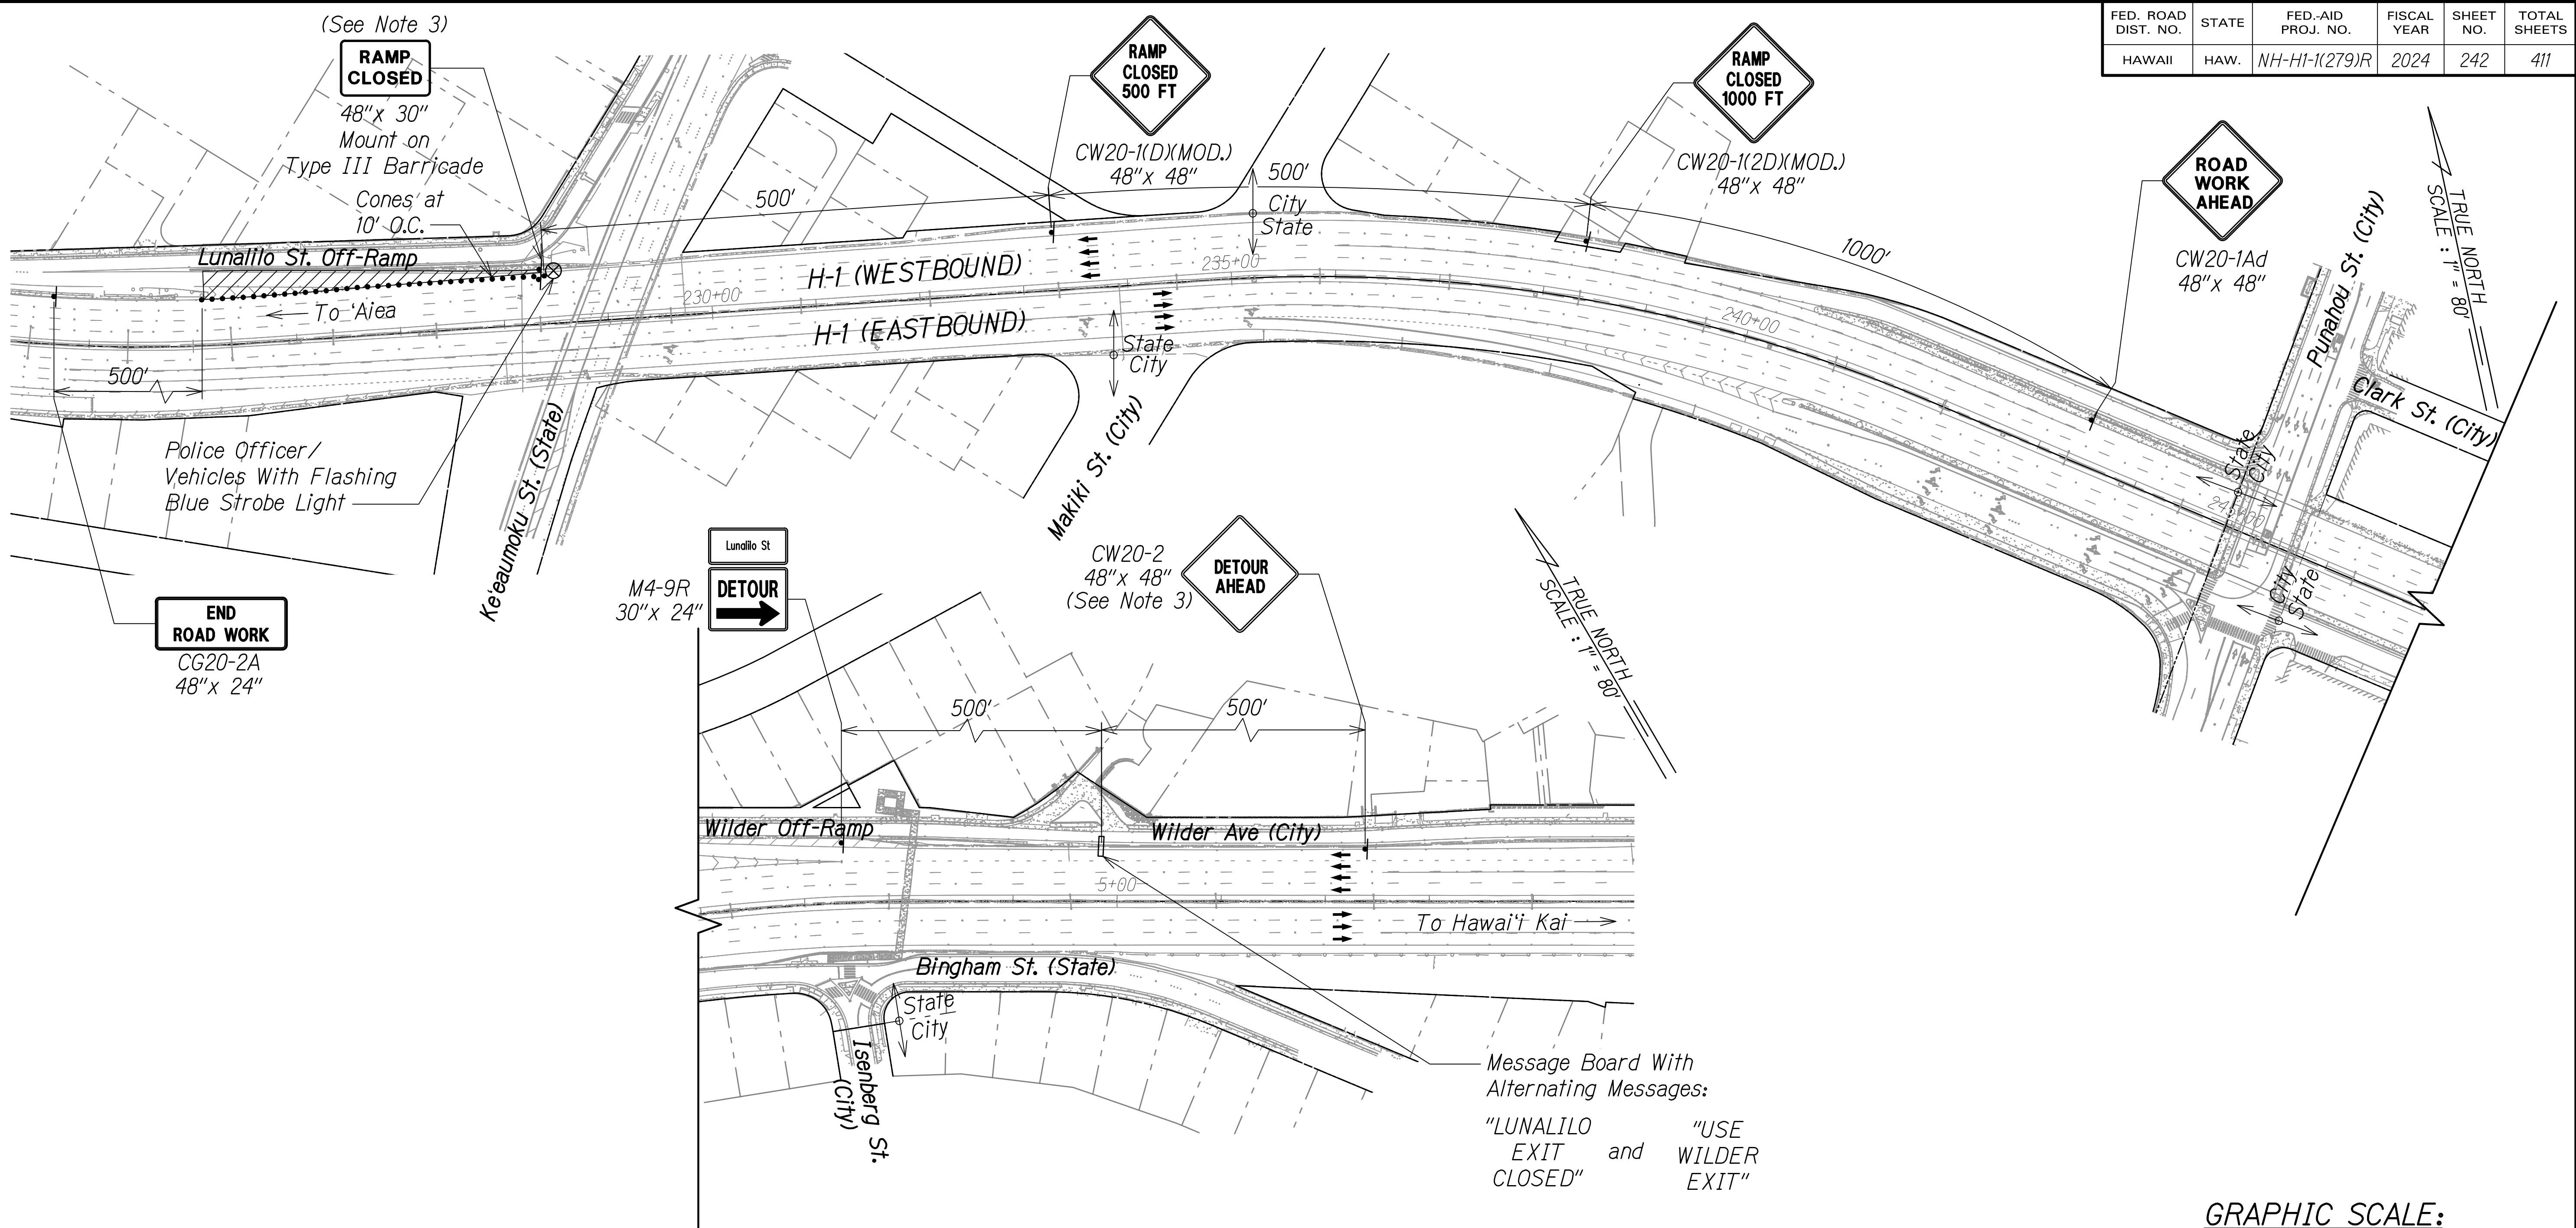 FED. ROAD DIST. NO.
STATE
FED.-AID PROJ. NO.
FISCAL YEAR
SHEET NO.
TOTAL SHEETS
HAWAII
HAW.
NH-H1-1(279)R
2024
242
411
(See Note 3)
RAMP
CLOSED
48"x 30"
Mount on
Type III Barricade
Cones at
10' O.C.
RAMP
CLOSED
500 FT
CW20-1(D)(MOD.)
48"x 48"
RAMP
CLOSED
1000 FT
CW20-1(2D)(MOD.)
48"x 48"
ROAD
WORK
AHEAD
CW20-1Ad
48"x 48"
TRUE NORTH
SCALE : 1" = 80'
500'
500'
1000'
City
State
Lunalilo St. Off-Ramp
To ʻAiea
H-1 (WESTBOUND)
H-1 (EASTBOUND)
230+00
235+00
240+00
245+00
State
City
500'
Punahou St. (City)
Clark St. (City)
State
City
City
State
Police Officer/
Vehicles With Flashing
Blue Strobe Light
Keʻeaumoku St. (State)
Makiki St. (City)
END
ROAD WORK
CG20-2A
48"x 24"
Lunalilo St
DETOUR
M4-9R
30"x 24"
CW20-2
48"x 48"
(See Note 3)
DETOUR
AHEAD
TRUE NORTH
SCALE : 1" = 80'
500'
500'
Wilder Off-Ramp
Wilder Ave (City)
5+00
To Hawaiʻi Kai
Bingham St. (State)
State
City
Isenberg St.
(City)
Message Board With
Alternating Messages:
"LUNALILO
EXIT
CLOSED"
and
"USE
WILDER
EXIT"
GRAPHIC SCALE: